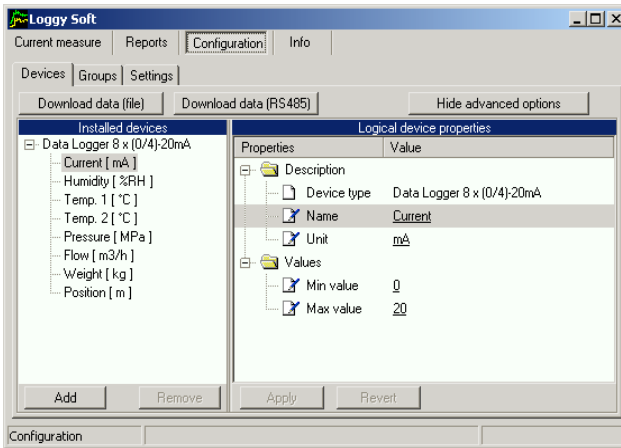 Loggy Soft
Current measure Reports Configuration Info
Devices Groups Settings
Download data (file) Download data (RS485) Hide advanced options
Installed devices
Data Logger 8 x (0/4)-20mA
Current [ mA ]
Humidity [ %RH ]
Temp. 1 [ °C ]
Temp. 2 [ °C ]
Pressure [ MPa ]
Flow [ m3/h ]
Weight [ kg ]
Position [ m ]
Add Remove
Logical device properties
Properties Value
Description
Device type Data Logger 8 x (0/4)-20mA
Name Current
Unit mA
Values
Min value 0
Max value 20
Apply Revert
Configuration